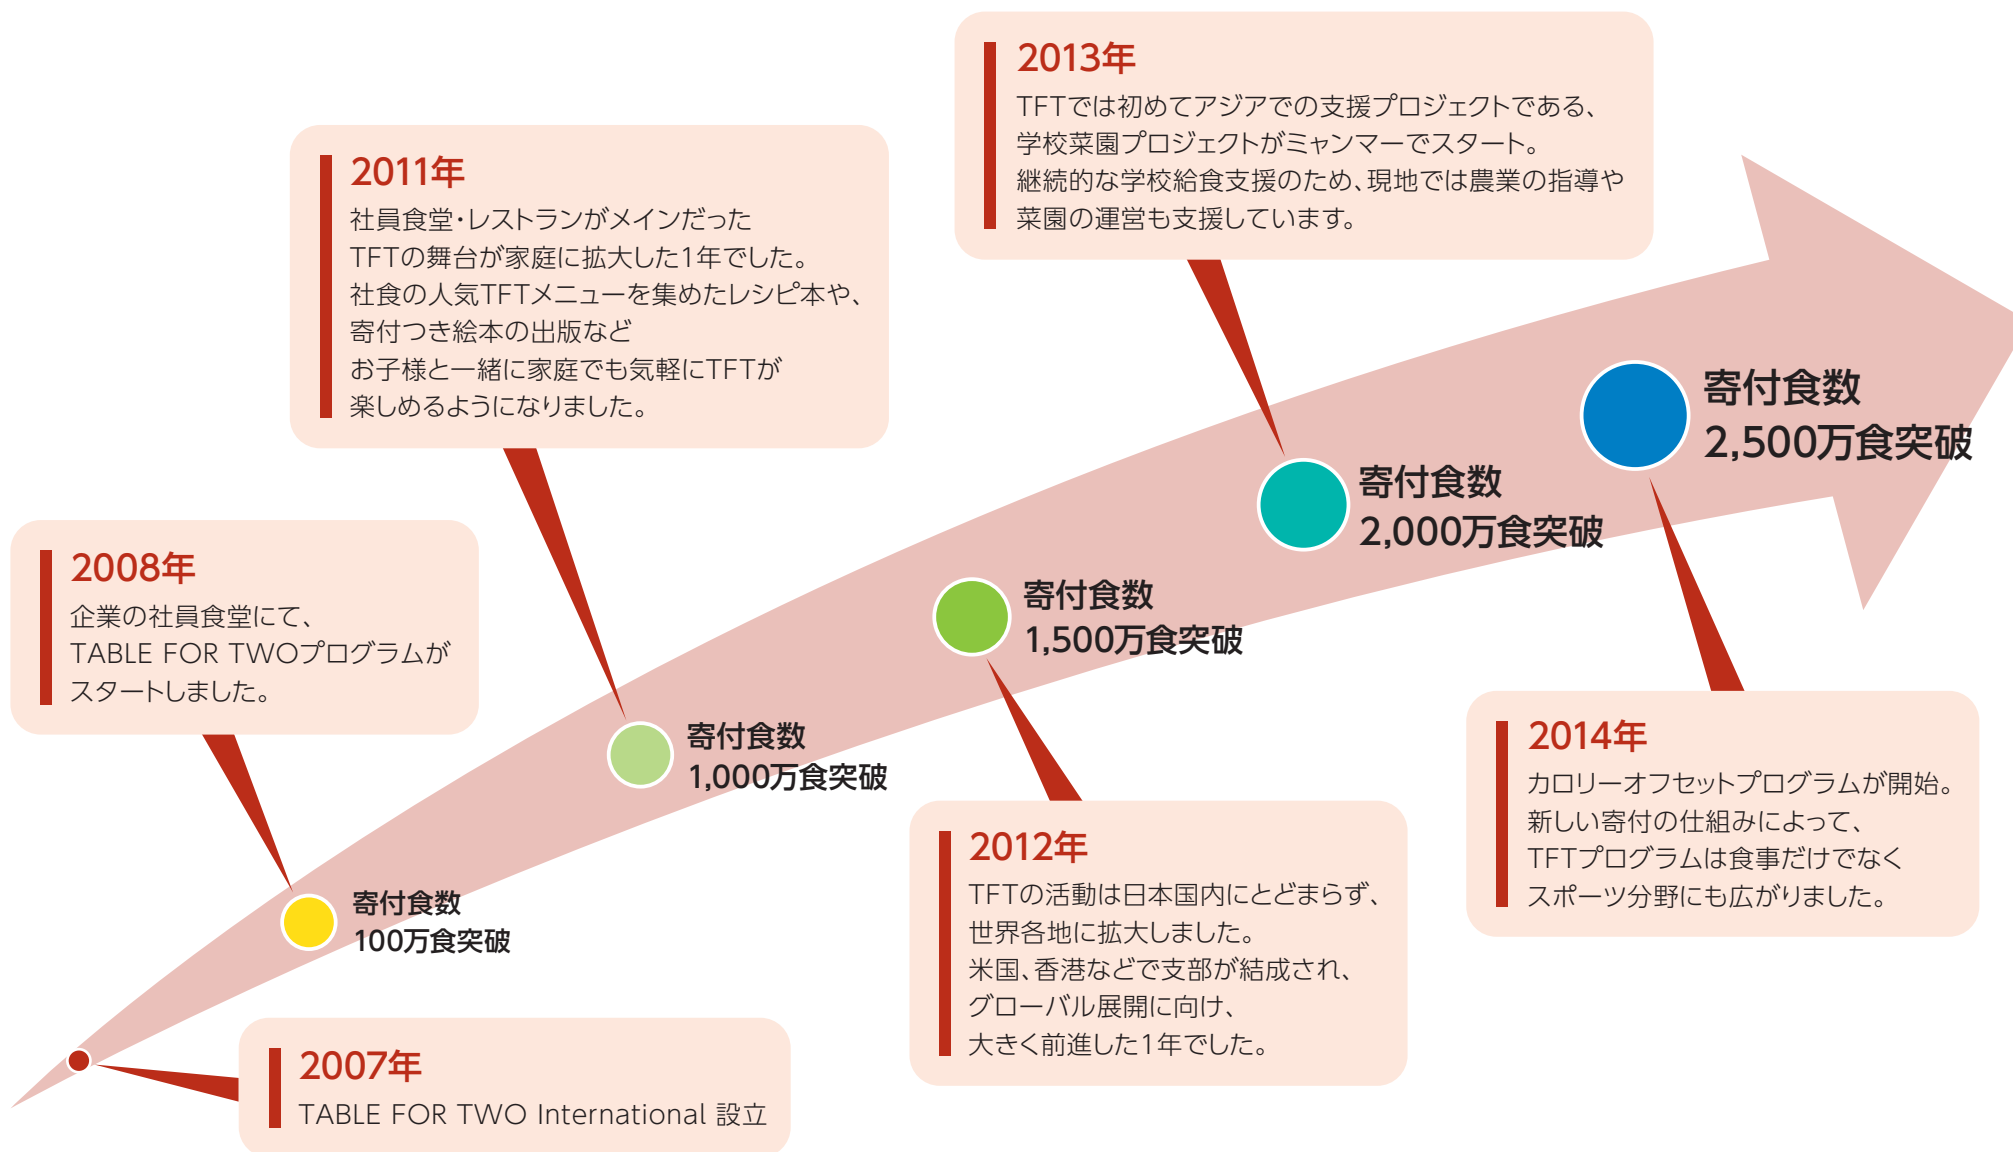 2007年
TABLE FOR TWO International 設立
2008年
企業の社員食堂にて、
TABLE FOR TWOプログラムが
スタートしました。
寄付食数
100万食突破
2011年
社員食堂・レストランがメインだった
TFTの舞台が家庭に拡大した1年でした。
社食の人気TFTメニューを集めたレシピ本や、
寄付つき絵本の出版など
お子様と一緒に家庭でも気軽にTFTが
楽しめるようになりました。
寄付食数
1,000万食突破
2012年
TFTの活動は日本国内にとどまらず、
世界各地に拡大しました。
米国、香港などで支部が結成され、
グローバル展開に向け、
大きく前進した1年でした。
寄付食数
1,500万食突破
2013年
TFTでは初めてアジアでの支援プロジェクトである、
学校菜園プロジェクトがミャンマーでスタート。
継続的な学校給食支援のため、現地では農業の指導や
菜園の運営も支援しています。
寄付食数
2,000万食突破
2014年
カロリーオフセットプログラムが開始。
新しい寄付の仕組みによって、
TFTプログラムは食事だけでなく
スポーツ分野にも広がりました。
寄付食数
2,500万食突破